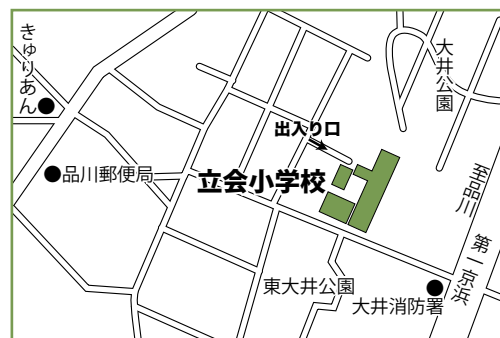 きゅりあん
大井公園
出入り口
品川郵便局
立会小学校
至品川
第一京浜
東大井公園
大井消防署